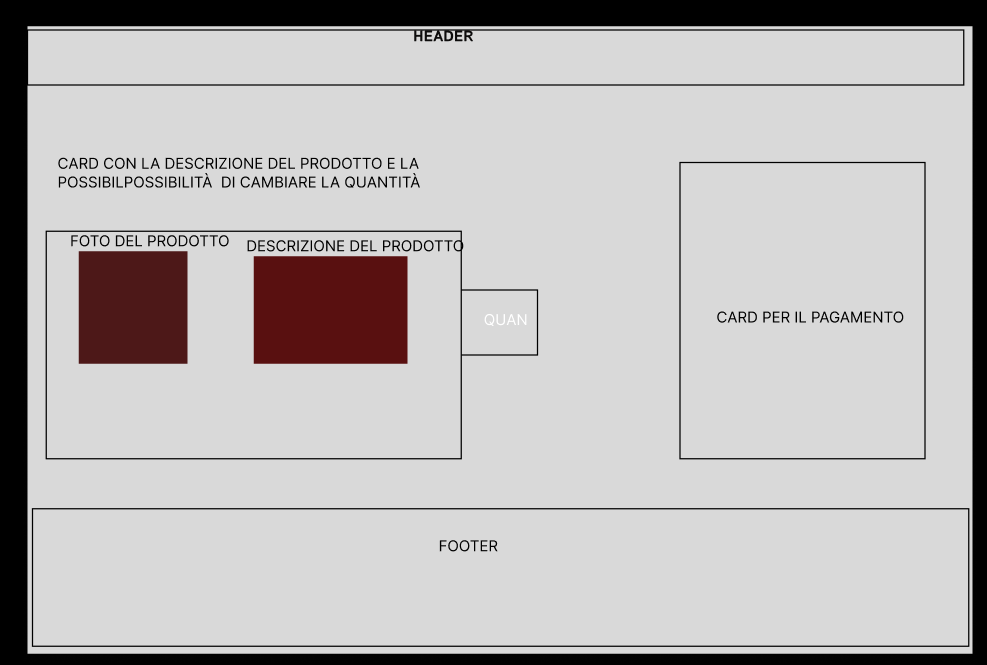 HEADER
CARD CON LA DESCRIZIONE DEL PRODOTTO E LA
POSSIBILPOSSIBILITÀ DI CAMBIARE LA QUANTITÀ
FOTO DEL PRODOTTO
DESCRIZIONE DEL PRODOTTO
QUAN
CARD PER IL PAGAMENTO
FOOTER